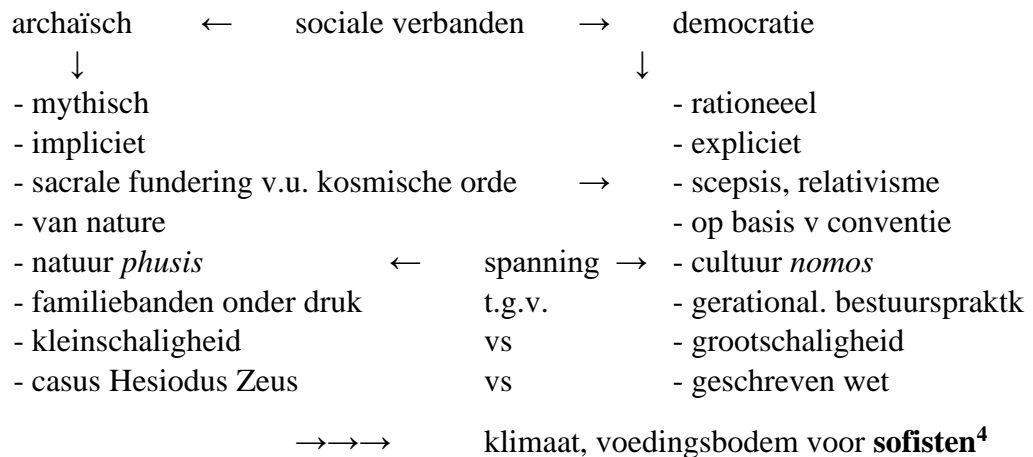 archaïsch ← sociale verbanden → democratie
↓ ↓
- mythisch - rationeeel
- impliciet - expliciet
- sacrale fundering v.u. kosmische orde → - scepsis, relativisme
- van nature - op basis v conventie
- natuur phusis ← spanning → - cultuur nomos
- familiebanden onder druk t.g.v. - gerational. bestuurspraktk
- kleinschaligheid vs - grootschaligheid
- casus Hesiodus Zeus vs - geschreven wet
→→→ klimaat, voedingsbodem voor sofisten⁴